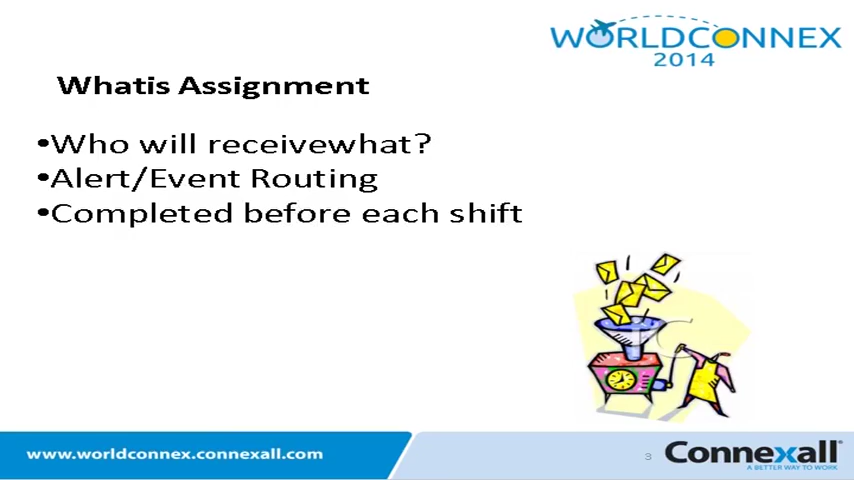 WORLDCONNEX
2014
Whatis Assignment
•Who will receivewhat?
•Alert/Event Routing
•Completed before each shift
www.worldconnex.connexall.com
3
Connexall
A BETTER WAY TO WORK